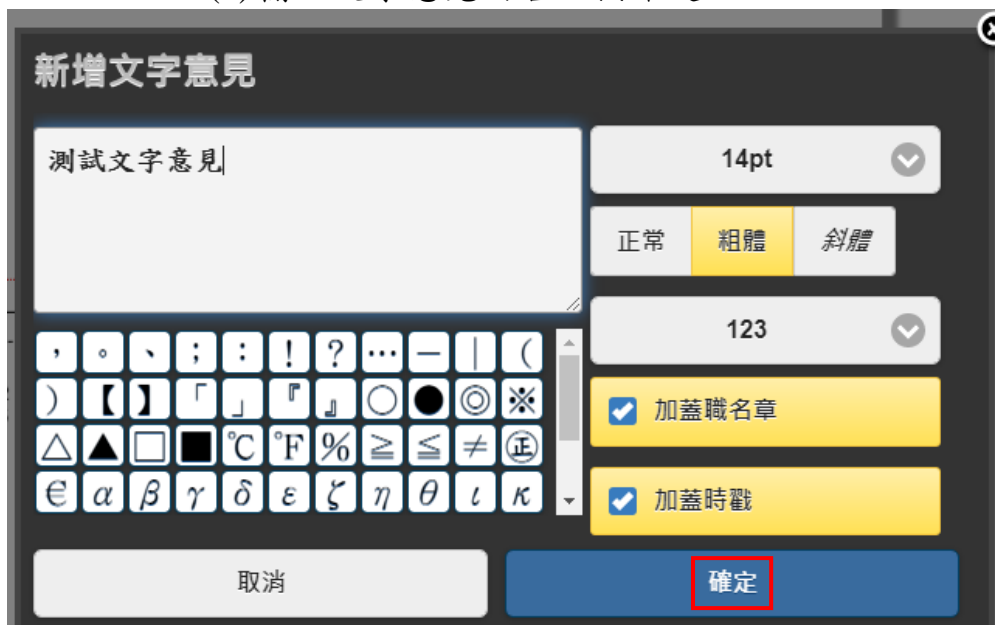 新增文字意見
測試文字意見
14pt
正常 粗體 斜體
123
, 。 、 ; : ! ? … — | (
) 【 】 「 」 『 』 ○ ● ◎ ※
△ ▲ □ ■ ℃ ℉ % ≧ ≦ ≠ ㊣
€ α β γ δ ε ζ η θ ι κ
加蓋職名章
加蓋時戳
取消 確定